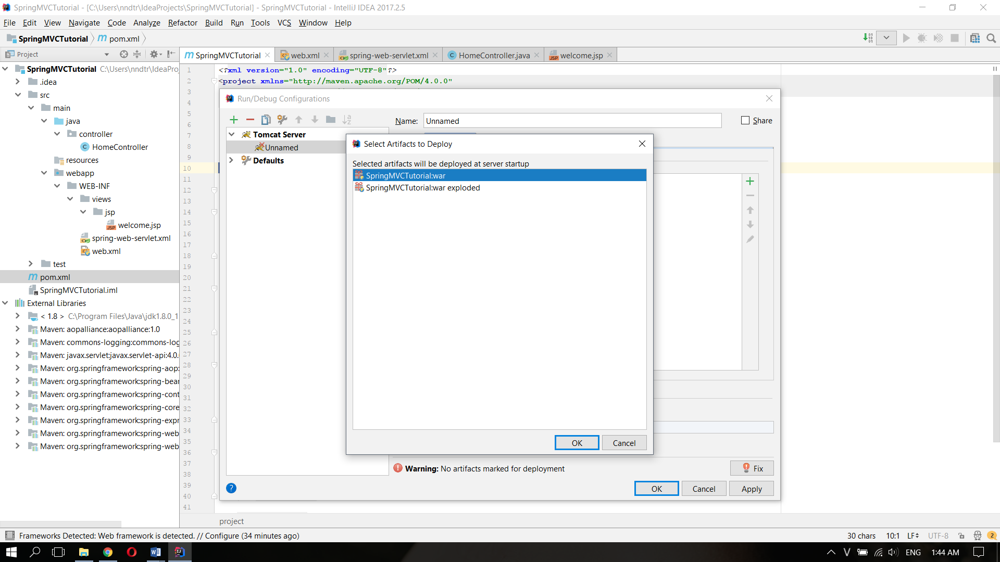 SpringMVCTutorial - [C:\Users\nndtr\IdeaProjects\SpringMVCTutorial] - SpringMVCTutorial - IntelliJ IDEA 2017.2.5
File Edit View Navigate Code Analyze Refactor Build Run Tools VCS Window Help
SpringMVCTutorial pom.xml
Project
SpringMVCTutorial web.xml spring-web-servlet.xml HomeController.java welcome.jsp
SpringMVCTutorial C:\Users\nndtr\IdeaPro
.idea
src
main
java
controller
HomeController
resources
webapp
WEB-INF
views
jsp
welcome.jsp
spring-web-servlet.xml
web.xml
test
pom.xml
SpringMVCTutorial.iml
External Libraries
< 1.8 > C:\Program Files\Java\jdk1.8.0_1
Maven: aopalliance:aopalliance:1.0
Maven: commons-logging:commons-log
Maven: javax.servlet:javax.servlet-api:4.0.
Maven: org.springframework:spring-aop:
Maven: org.springframework:spring-bear
Maven: org.springframework:spring-cont
Maven: org.springframework:spring-core
Maven: org.springframework:spring-expr
Maven: org.springframework:spring-web
Maven: org.springframework:spring-web
1 <?xml version="1.0" encoding="UTF-8"?>
2 <project xmlns="http://maven.apache.org/POM/4.0.0"
3
4
5
6
7
8
9
10
11
12
13
14
15
16
17
18
19
20
21
22
23
24
25
26
27
28
29
30
31
32
33
34
35
36
37
38
39
40
41
Run/Debug Configurations
Name: Unnamed
Share
Tomcat Server
Unnamed
Defaults
Select Artifacts to Deploy
Selected artifacts will be deployed at server startup
SpringMVCTutorial:war
SpringMVCTutorial:war exploded
OK Cancel
Warning: No artifacts marked for deployment
Fix
OK Cancel Apply
project
Frameworks Detected: Web framework is detected. // Configure (34 minutes ago)
30 chars 10:1 LF UTF-8 2
ENG 1:44 AM